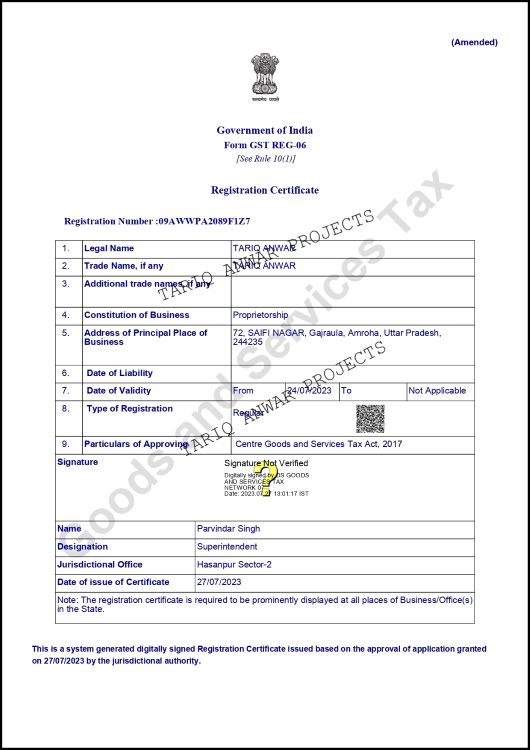 (Amended)
सत्यमेव जयते
Government of India
Form GST REG-06
[See Rule 10(1)]
Registration Certificate
Registration Number :09AWWPA2089F1Z7
1. Legal Name TARIQ ANWAR
2. Trade Name, if any TARIQ ANWAR
3. Additional trade names, if any
4. Constitution of Business Proprietorship
5. Address of Principal Place of Business 72, SAIFI NAGAR, Gajraula, Amroha, Uttar Pradesh,
244235
6. Date of Liability
7. Date of Validity From 24/07/2023 To Not Applicable
8. Type of Registration Regular
9. Particulars of Approving Centre Goods and Services Tax Act, 2017
Signature
Signature Not Verified
Digitally signed by DS GOODS
AND SERVICES TAX
NETWORK 07
Date: 2023.07.27 13:01:17 IST
?
Name Parvindar Singh
Designation Superintendent
Jurisdictional Office Hasanpur Sector-2
Date of issue of Certificate 27/07/2023
Note: The registration certificate is required to be prominently displayed at all places of Business/Office(s)
in the State.
This is a system generated digitally signed Registration Certificate issued based on the approval of application granted
on 27/07/2023 by the jurisdictional authority.
Goods and Services Tax
TARIQ ANWAR PROJECTS
TARIQ ANWAR PROJECTS